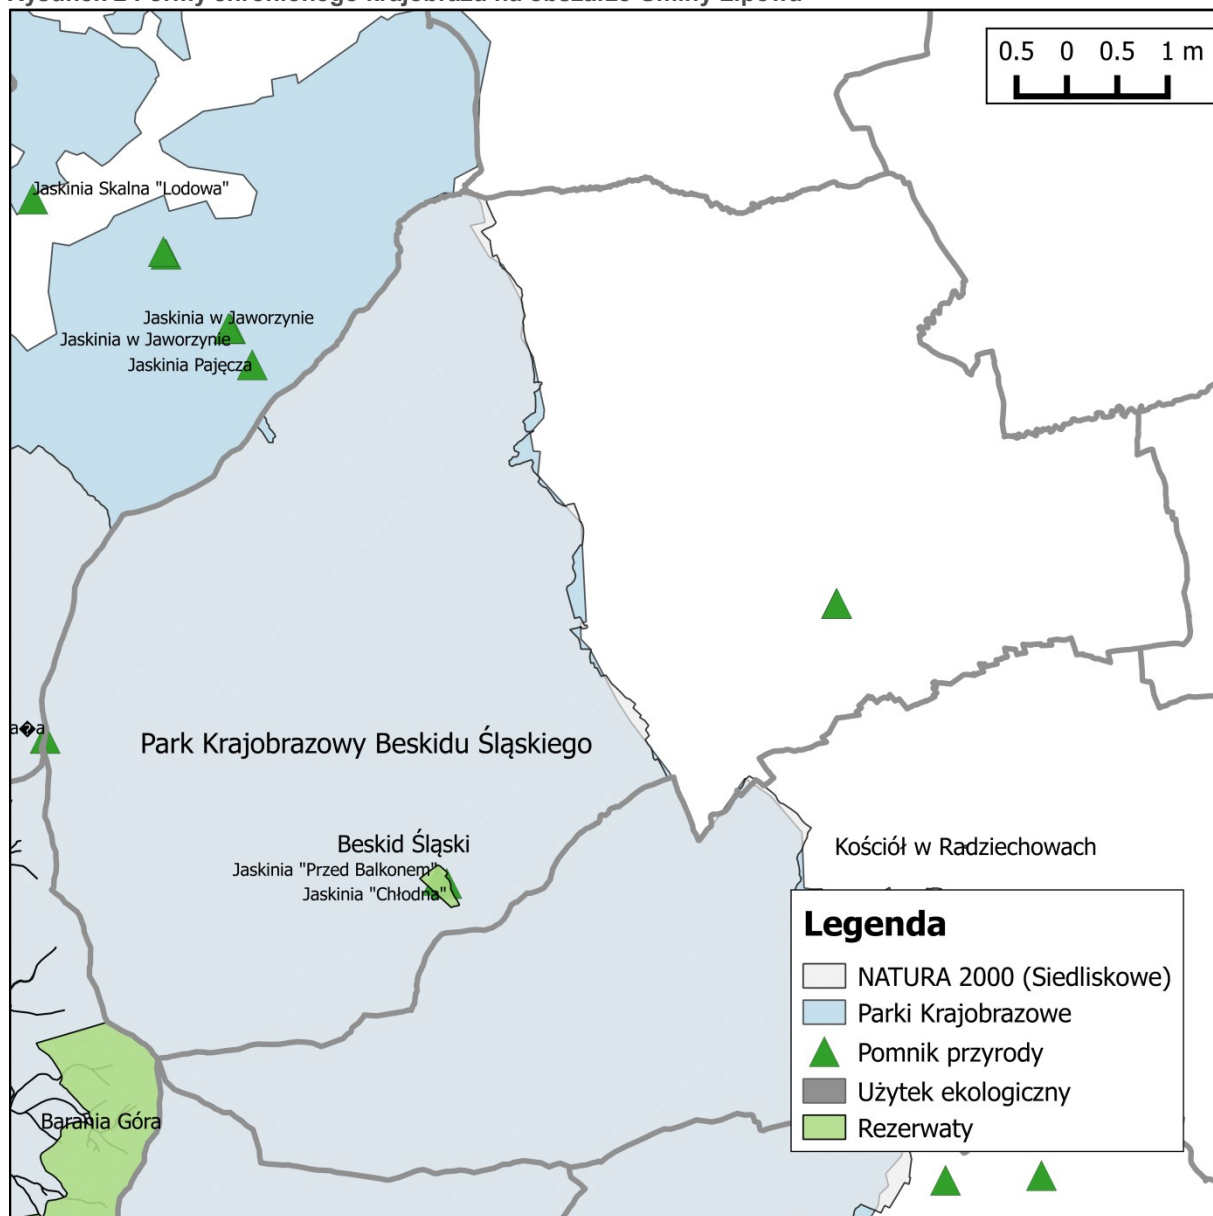 0.5 0 0.5 1 m
Jaskinia Skalna "Lodowa"
Jaskinia w Jaworzynie
Jaskinia w Jaworzynie
Jaskinia Pajęcza
Park Krajobrazowy Beskidu Śląskiego
Beskid Śląski
Jaskinia "Przed Balkonem"
Jaskinia "Chłodna"
Kościół w Radziechowach
Legenda
NATURA 2000 (Siedliskowe)
Parki Krajobrazowe
Pomnik przyrody
Użytek ekologiczny
Rezerwaty
Barania Góra